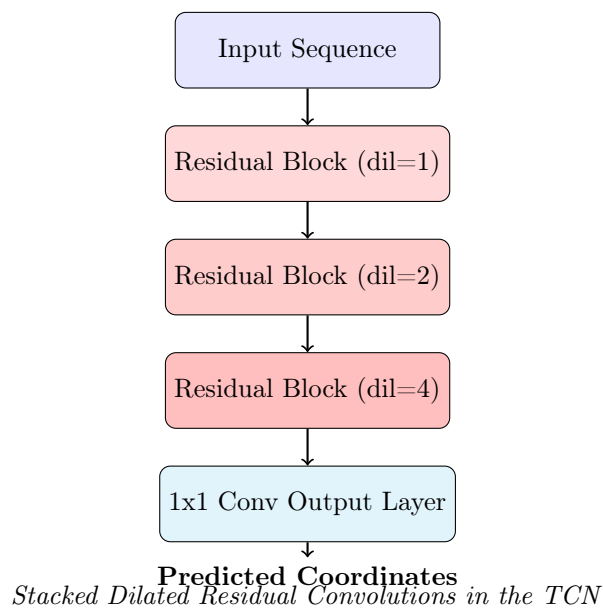 Input Sequence
Residual Block (dil=1)
Residual Block (dil=2)
Residual Block (dil=4)
1x1 Conv Output Layer
Predicted Coordinates
Stacked Dilated Residual Convolutions in the TCN